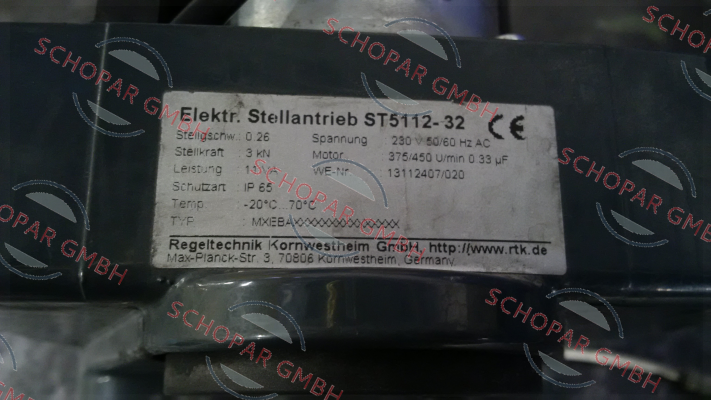 Elektr. Stellantrieb ST5112-32 CE
Stellgschw.: 0.26 Spannung 230 V 50/60 Hz AC
Stellkraft : 3 kN Motor 375/450 U/min 0.33 µF
Leistung WE-Nr. 13112407/020
Schutzart IP 65
Temp. -20°C...70°C
TYP
Regeltechnik Kornwestheim GmbH, http://www.rtk.de
Max-Planck-Str. 3, 70806 Kornwestheim, Germany
SCHOPAR GMBH
SCHOPAR GMBH
SCHOPAR GMBH
SCHOPAR GMBH
SCHOPAR GMBH
SCHOPAR GMBH
SCHOPAR GMBH